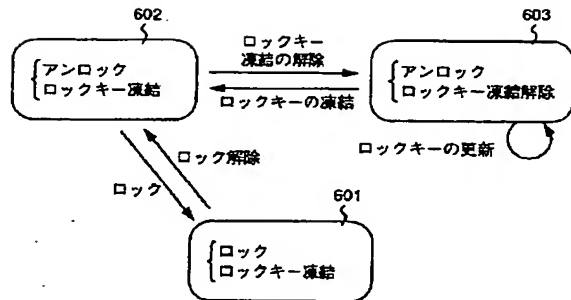 602
603
アンロック
ロックキー凍結
ロックキー
凍結の解除
ロックキーの凍結
アンロック
ロックキー凍結解除
ロックキーの更新
ロック解除
ロック
601
ロック
ロックキー凍結